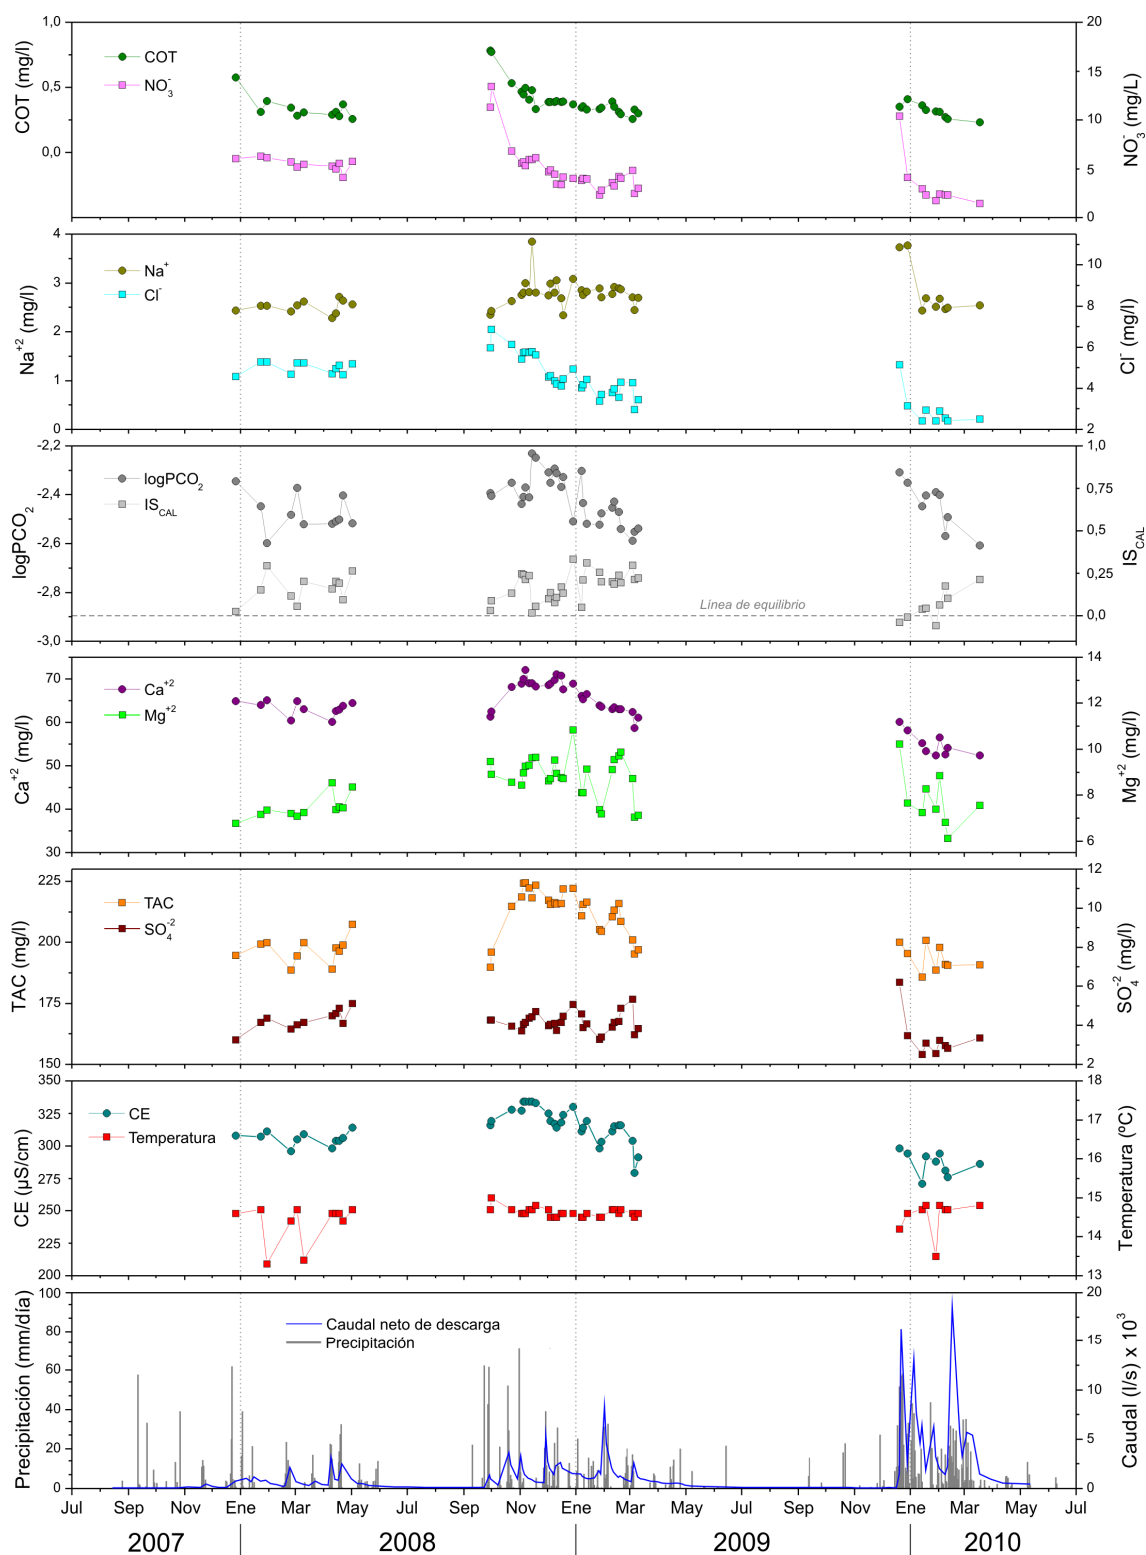 COT (mg/l)
1,0
0,5
0,0
COT
NO₃⁻
20
15
10
5
0
NO₃⁻ (mg/L)
Na⁺² (mg/l)
4
3
2
1
0
Na⁺
Cl⁻
10
8
6
4
2
Cl⁻ (mg/l)
logPCO₂
-2,2
-2,4
-2,6
-2,8
-3,0
logPCO₂
IS_CAL
Línea de equilibrio
1,0
0,75
0,5
0,25
0,0
IS_CAL
Ca⁺² (mg/l)
70
60
50
40
30
Ca⁺²
Mg⁺²
14
12
10
8
6
Mg⁺² (mg/l)
TAC (mg/l)
225
200
175
150
TAC
SO₄⁻²
12
10
8
6
4
2
SO₄⁻² (mg/l)
CE (µS/cm)
350
325
300
275
250
225
200
CE
Temperatura
18
17
16
15
14
13
Temperatura (ºC)
Precipitación (mm/día)
100
80
60
40
20
0
Caudal neto de descarga
Precipitación
20
15
10
5
0
Caudal (l/s) x 10³
Jul Sep Nov Ene Mar May Jul Sep Nov Ene Mar May Jul Sep Nov Ene Mar May Jul
2007 2008 2009 2010